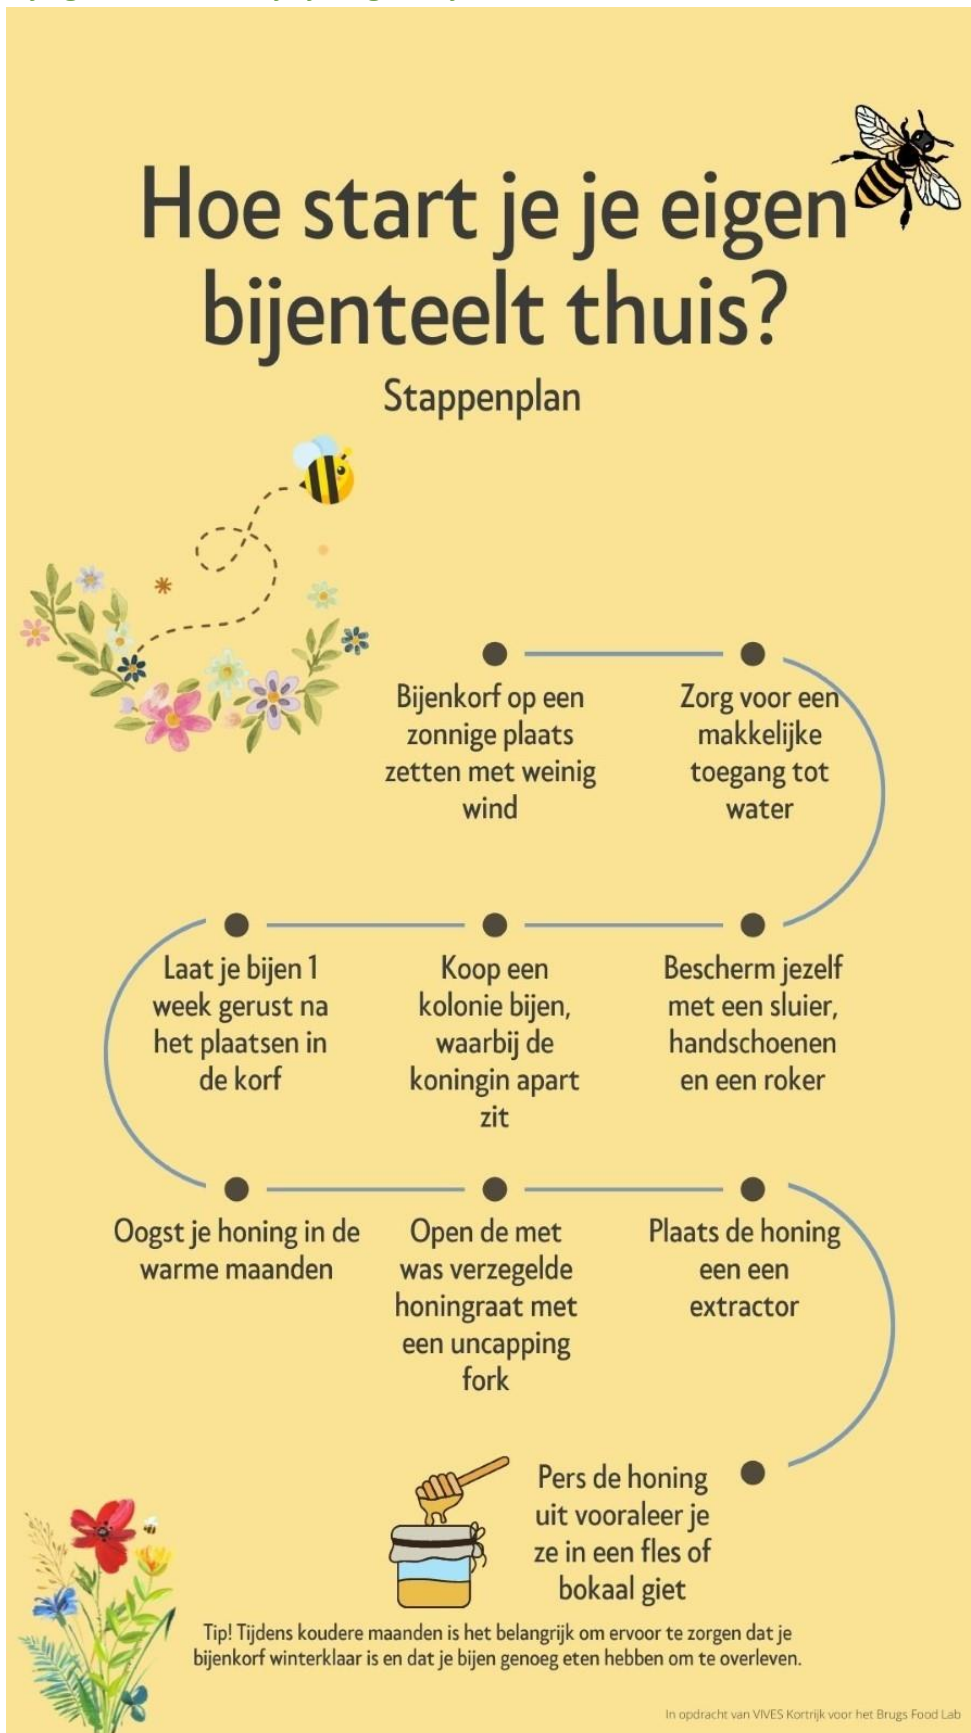 Hoe start je je eigen
bijenteelt thuis?
Stappenplan
Bijenkorf op een
zonnige plaats
zetten met weinig
wind
Zorg voor een
makkelijke
toegang tot
water
Bescherm jezelf
met een sluier,
handschoenen
en een roker
Koop een
kolonie bijen,
waarbij de
koningin apart
zit
Laat je bijen 1
week gerust na
het plaatsen in
de korf
Oogst je honing in de
warme maanden
Open de met
was verzegelde
honingraat met
een uncapping
fork
Plaats de honing
een een
extractor
Pers de honing
uit vooraleer je
ze in een fles of
bokaal giet
Tip! Tijdens koudere maanden is het belangrijk om ervoor te zorgen dat je
bijenkorf winterklaar is en dat je bijen genoeg eten hebben om te overleven.
In opdracht van VIVES Kortrijk voor het Brugs Food Lab